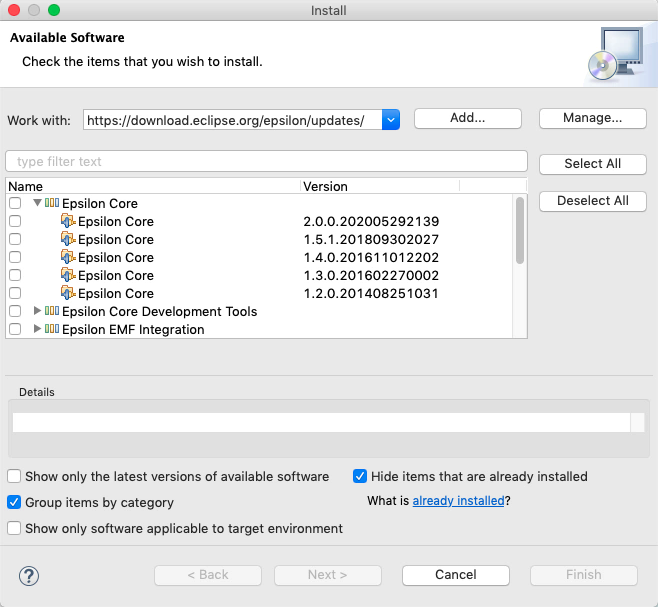 Install
Available Software
Check the items that you wish to install.
Work with: https://download.eclipse.org/epsilon/updates/ Add... Manage...
type filter text Select All
Name Version Deselect All
Epsilon Core
Epsilon Core 2.0.0.202005292139
Epsilon Core 1.5.1.201809302027
Epsilon Core 1.4.0.201611012202
Epsilon Core 1.3.0.201602270002
Epsilon Core 1.2.0.201408251031
Epsilon Core Development Tools
Epsilon EMF Integration
Details
Show only the latest versions of available software Hide items that are already installed
Group items by category What is already installed?
Show only software applicable to target environment
? < Back Next > Cancel Finish